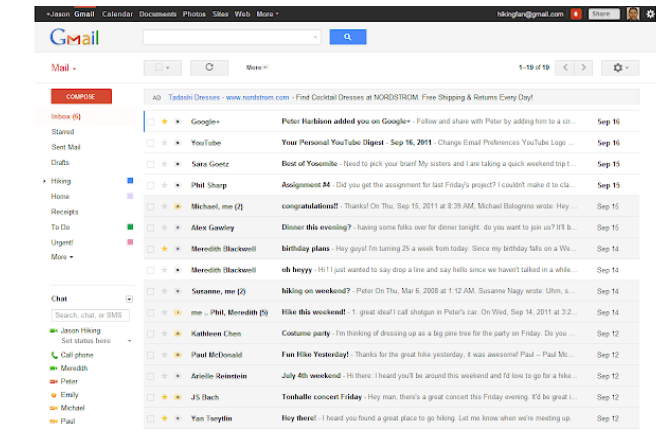 +Jason Gmail Calendar Documents Photos Sites Web More
hikingfan@gmail.com Share
Gmail
Mail
More
1–19 of 19
COMPOSE
AD Tadashi Dresses - www.nordstrom.com - Find Cocktail Dresses at NORDSTROM. Free Shipping & Returns Every Day!
Inbox (6)
Starred
Sent Mail
Drafts
Hiking
Home
Receipts
To Do
Urgent!
More
Google+ Peter Harbison added you on Google+ - Follow and share with Peter by adding him to a cir... Sep 16
YouTube Your Personal YouTube Digest - Sep 16, 2011 - Change Email Preferences YouTube Logo ... Sep 16
Sara Goetz Best of Yosemite - Need to pick your brain! My sisters and I are taking a quick weekend trip t... Sep 15
Phil Sharp Assignment #4 - Did you get the assignment for last Friday's project? I couldn't make it to cla... Sep 15
Michael, me (2) congratulations!! - Thanks! On Thu, Sep 15, 2011 at 8:39 AM, Michael Bolognino wrote: Hey ... Sep 15
Alex Gawley Dinner this evening? - having some folks over for dinner tonight. do you want to join us? It'll b... Sep 15
Meredith Blackwell birthday plans - Hey guys! I'm turning 25 a week from today. Since my birthday falls on a We... Sep 14
Meredith Blackwell oh heyyy - Hi! I just wanted to say drop a line and say hello since we haven't talked in a while... Sep 14
Susanne, me (2) hiking on weekend? - Peter On Thu, Mar 6, 2008 at 1:12 AM, Susanne Nagy wrote: Uhm, s... Sep 14
me .. Phil, Meredith (5) Hike this weekend! - 1. great idea! I call shotgun in Peter's car. On Wed, Sep 14, 2011 at 3:2... Sep 14
Kathleen Chen Costume party - I'm thinking of dressing up as a big pine tree for the party on Friday. Do you ... Sep 12
Paul McDonald Fun Hike Yesterday! - Thanks for the great hike yesterday, it was awesome! Paul -- Paul Mc... Sep 12
Arielle Reinstein July 4th weekend - Hi there: I heard you'll be around this weekend and I'd love to go for a hike... Sep 12
JS Bach Tonhalle concert Friday - Hey man, there's a great concert this Friday evening. It'd be great i... Sep 12
Yan Tseytlin Hey there! - I heard you found a great place to go hiking. Let me know when we're meeting up. Sep 12
Chat
Search, chat, or SMS
Jason Hiking
Set status here
Call phone
Meredith
Peter
Emily
Michael
Paul